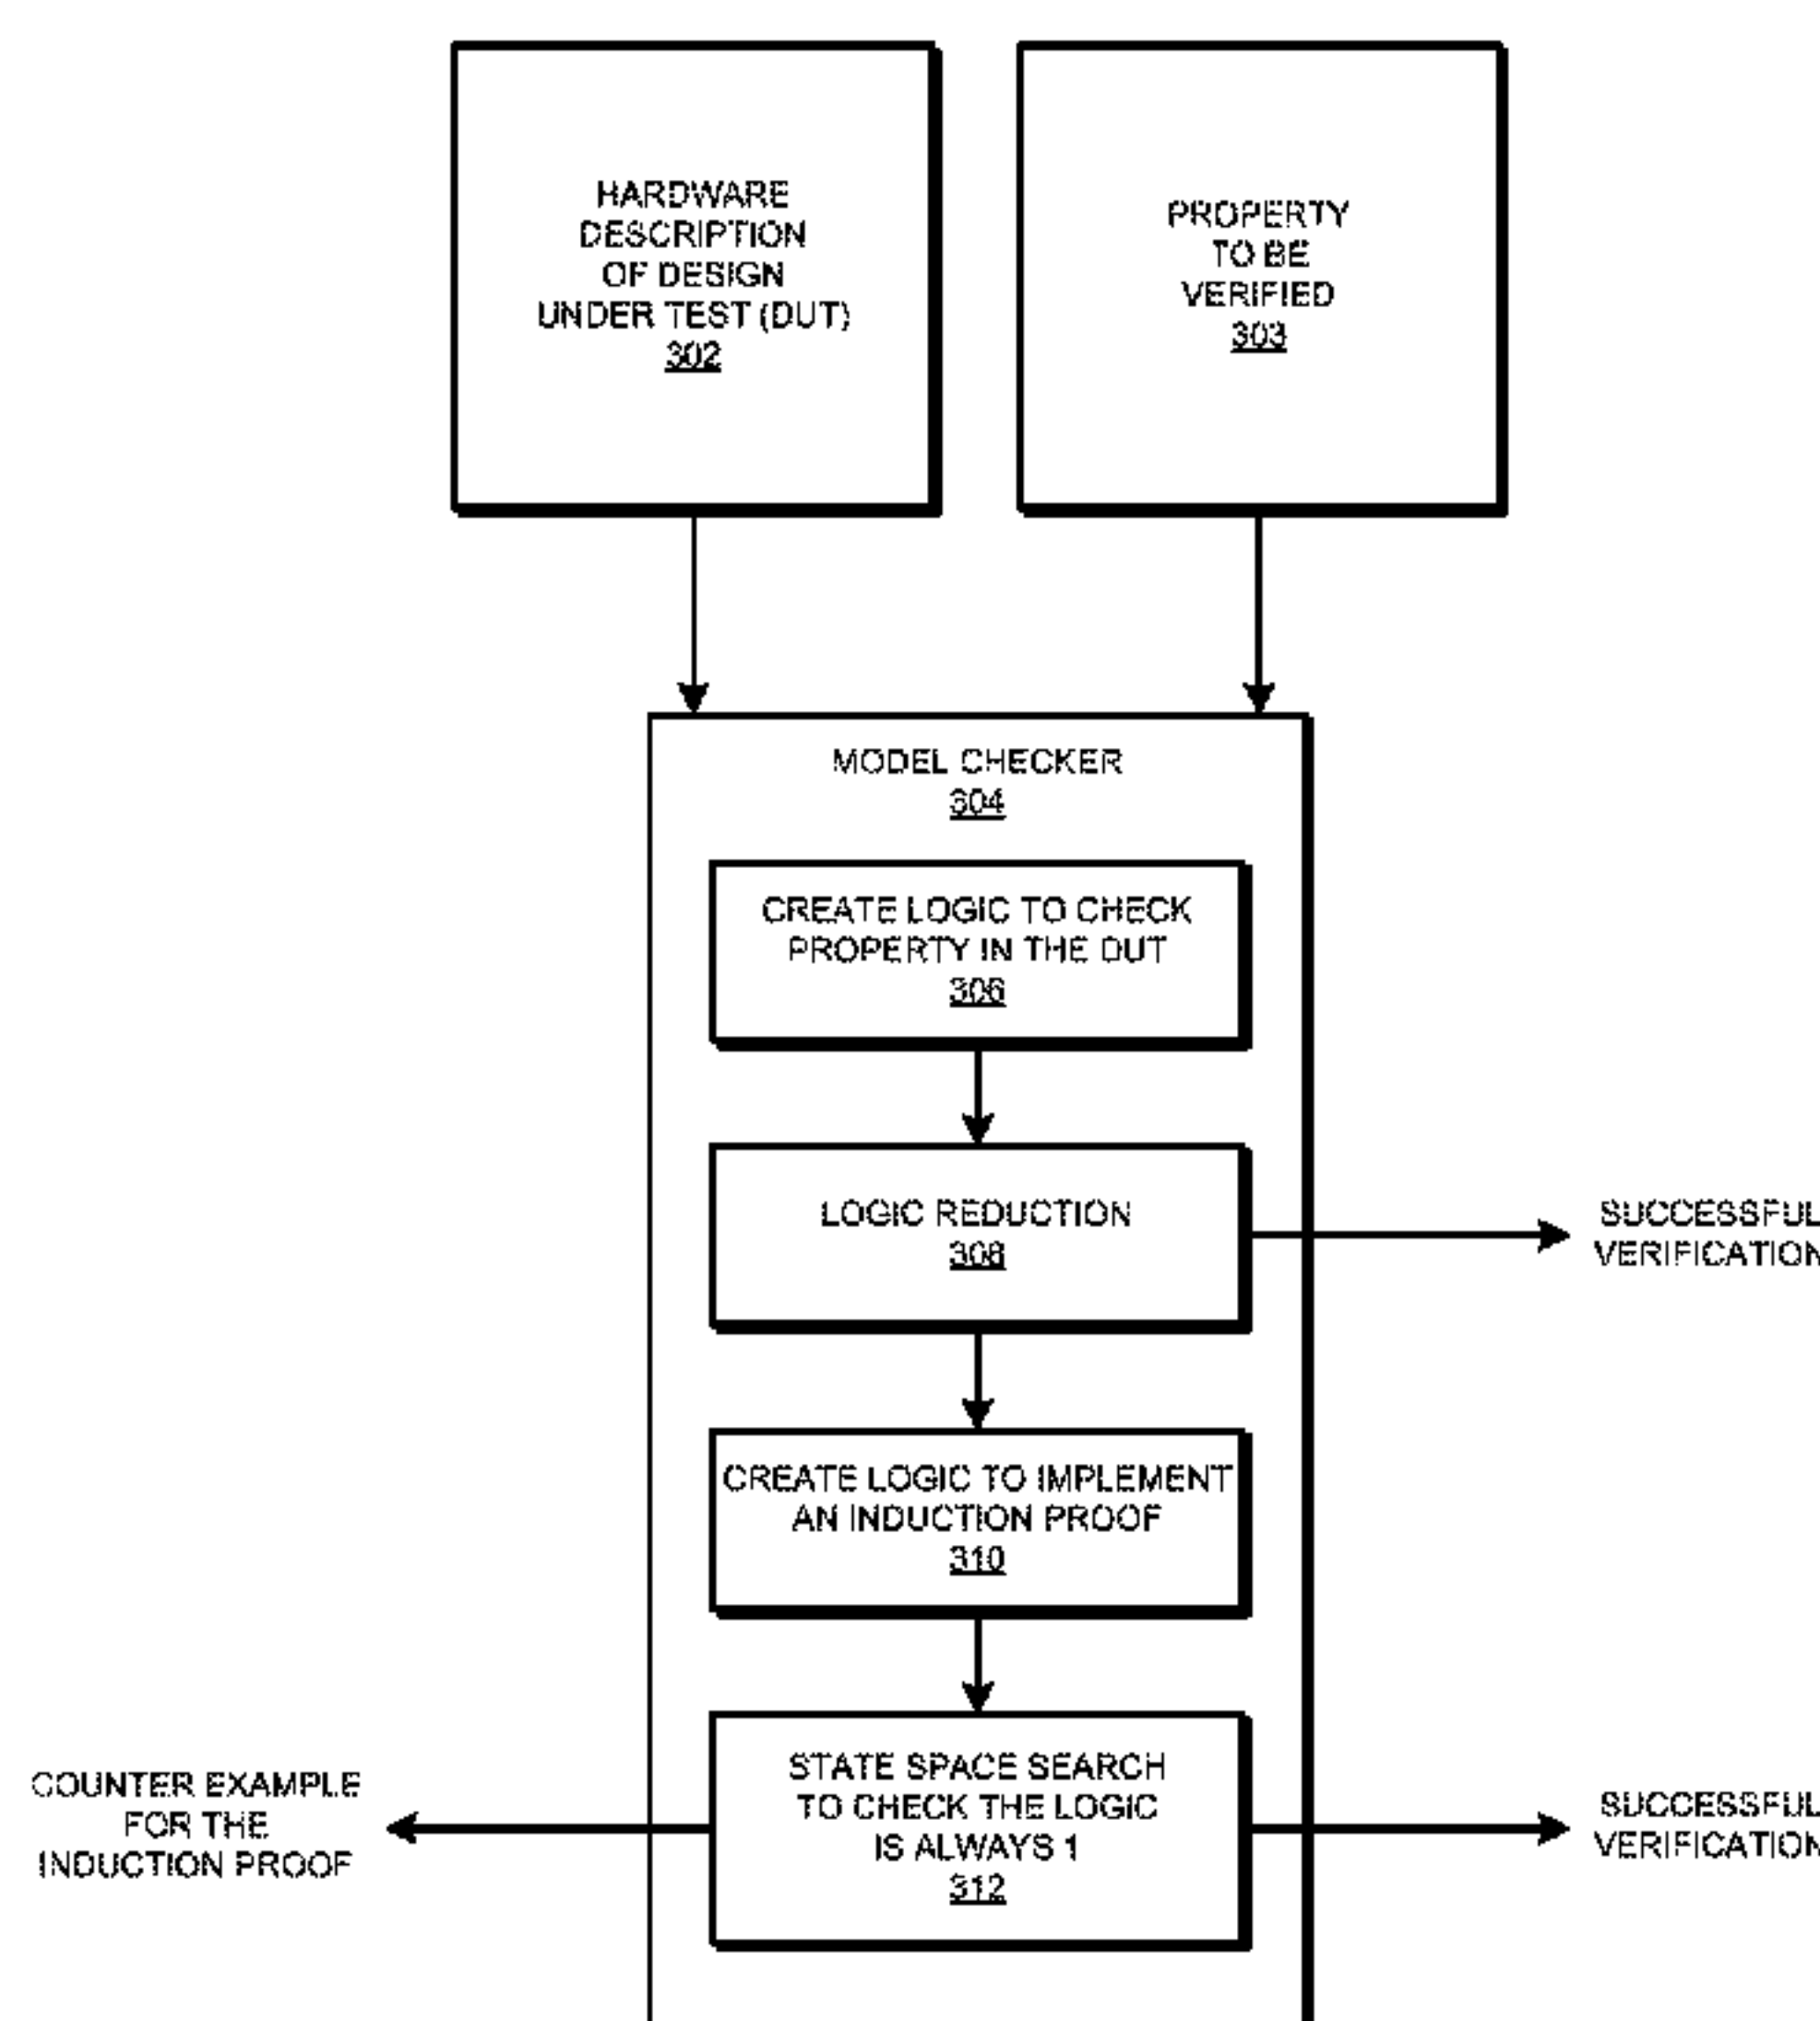 HARDWARE
DESCRIPTION
OF DESIGN
UNDER TEST (DUT)
302
PROPERTY
TO BE
VERIFIED
303
MODEL CHECKER
304
CREATE LOGIC TO CHECK
PROPERTY IN THE DUT
306
LOGIC REDUCTION
308
SUCCESSFUL
VERIFICATION
CREATE LOGIC TO IMPLEMENT
AN INDUCTION PROOF
310
COUNTER EXAMPLE
FOR THE
INDUCTION PROOF
STATE SPACE SEARCH
TO CHECK THE LOGIC
IS ALWAYS 1
312
SUCCESSFUL
VERIFICATION